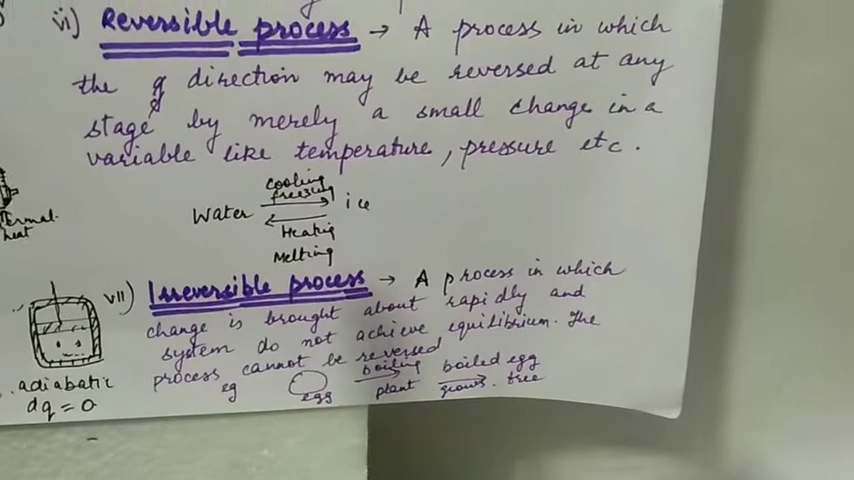 vi) Reversible process → A process in which
the q direction may be reversed at any
stage by merely a small change in a
variable like temperature, pressure etc.
cooling
freezing
Water ice
Heating
Melting
thermal
heat
vii) Irreversible process → A process in which
change is brought about rapidly and
system do not achieve equilibrium. The
process cannot be reversed
eg egg boiling boiled egg
plant grows tree
adiabatic
dq = 0